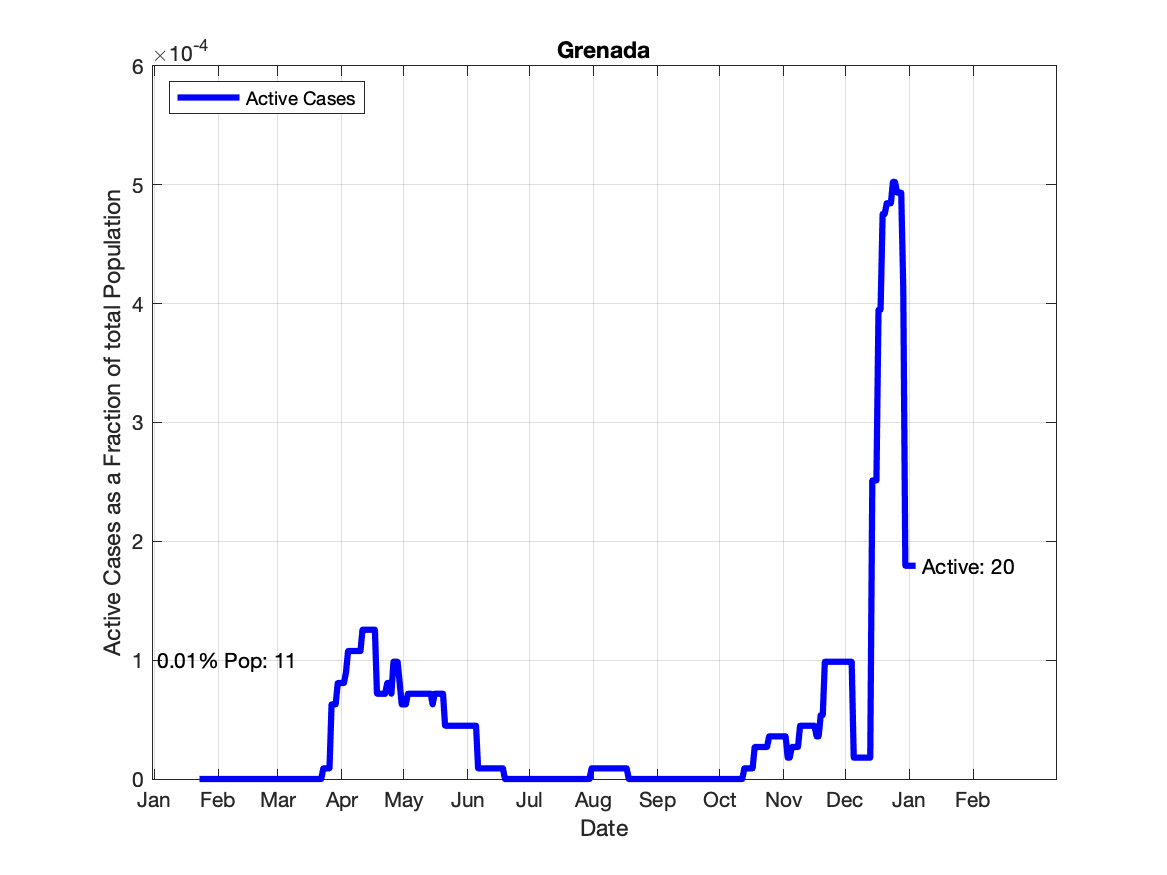 Grenada
×10-4
Active Cases
6
5
4
3
2
1
0
Active Cases as a Fraction of total Population
0.01% Pop: 11
Active: 20
Jan Feb Mar Apr May Jun Jul Aug Sep Oct Nov Dec Jan Feb
Date